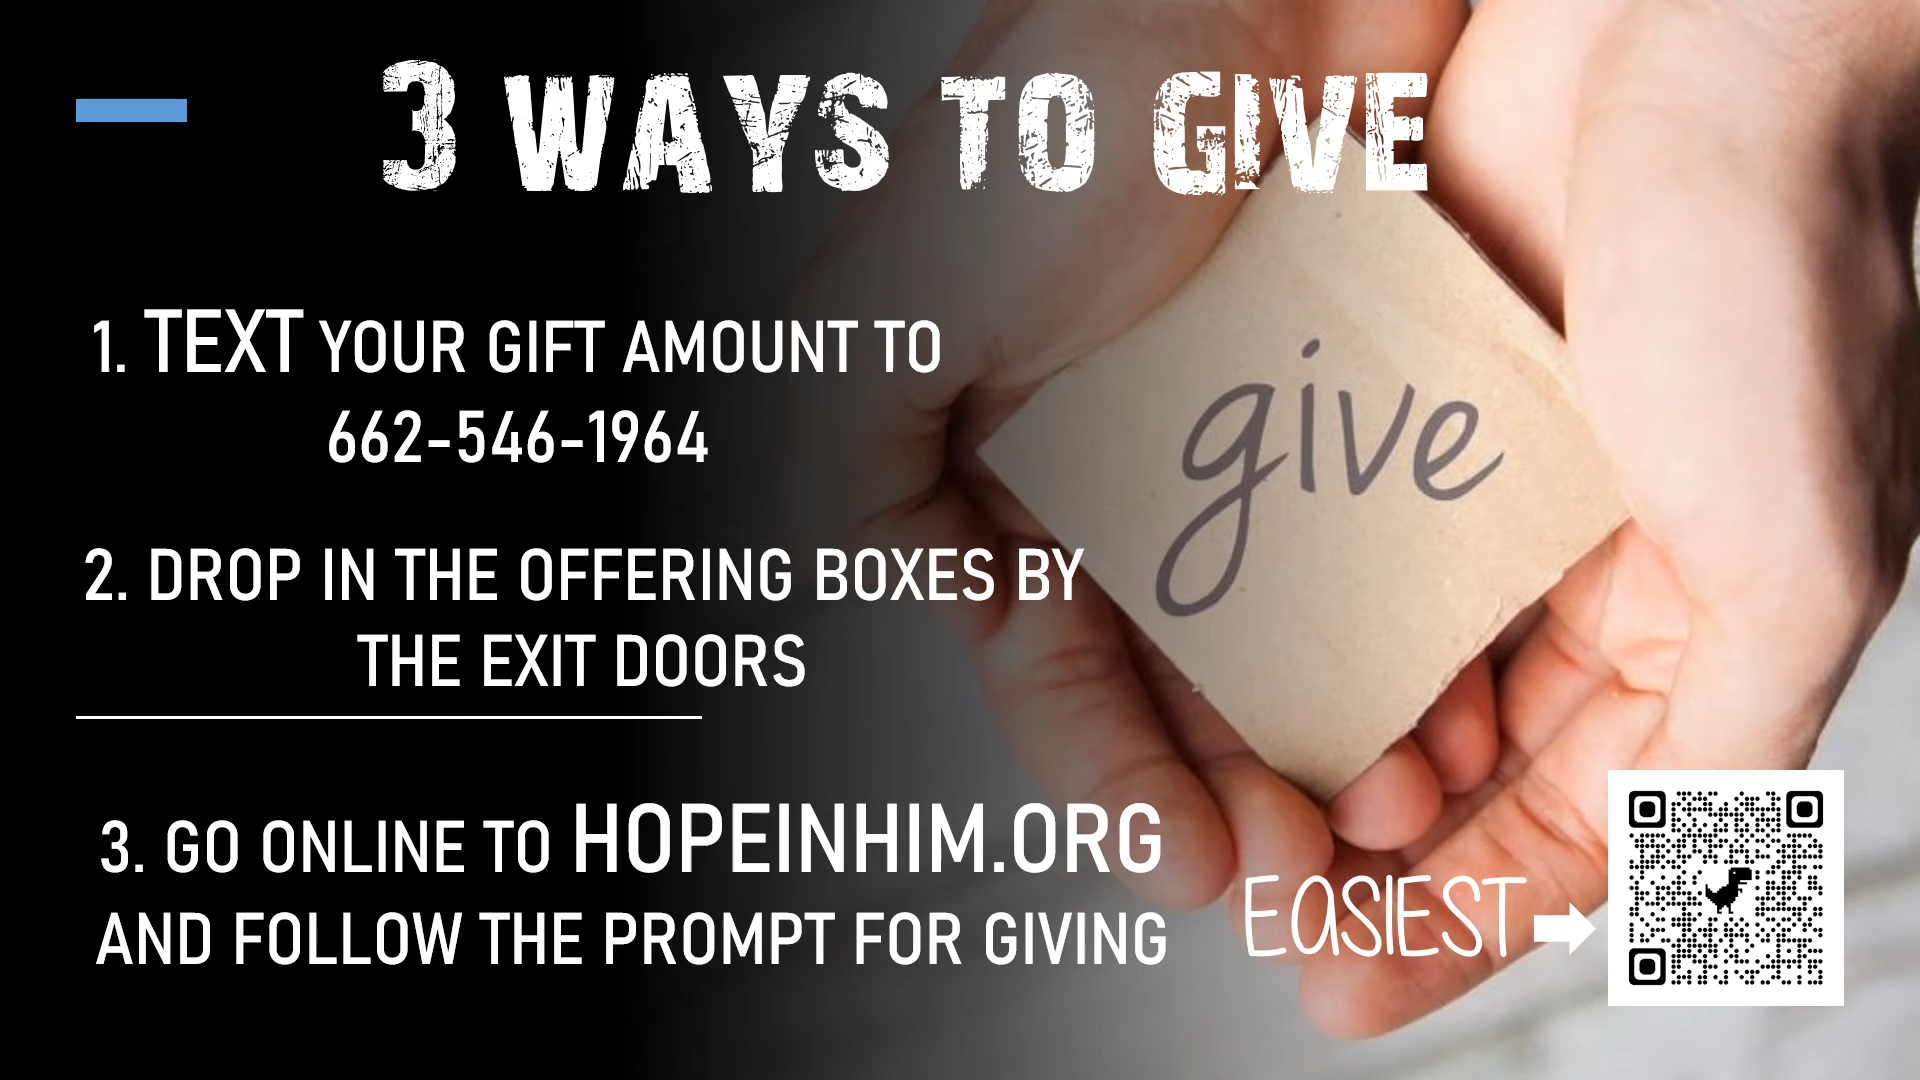 3 WAYS TO GIVE
1. TEXT YOUR GIFT AMOUNT TO
662-546-1964
2. DROP IN THE OFFERING BOXES BY
THE EXIT DOORS
3. GO ONLINE TO HOPEINHIM.ORG
AND FOLLOW THE PROMPT FOR GIVING
give
EASIEST